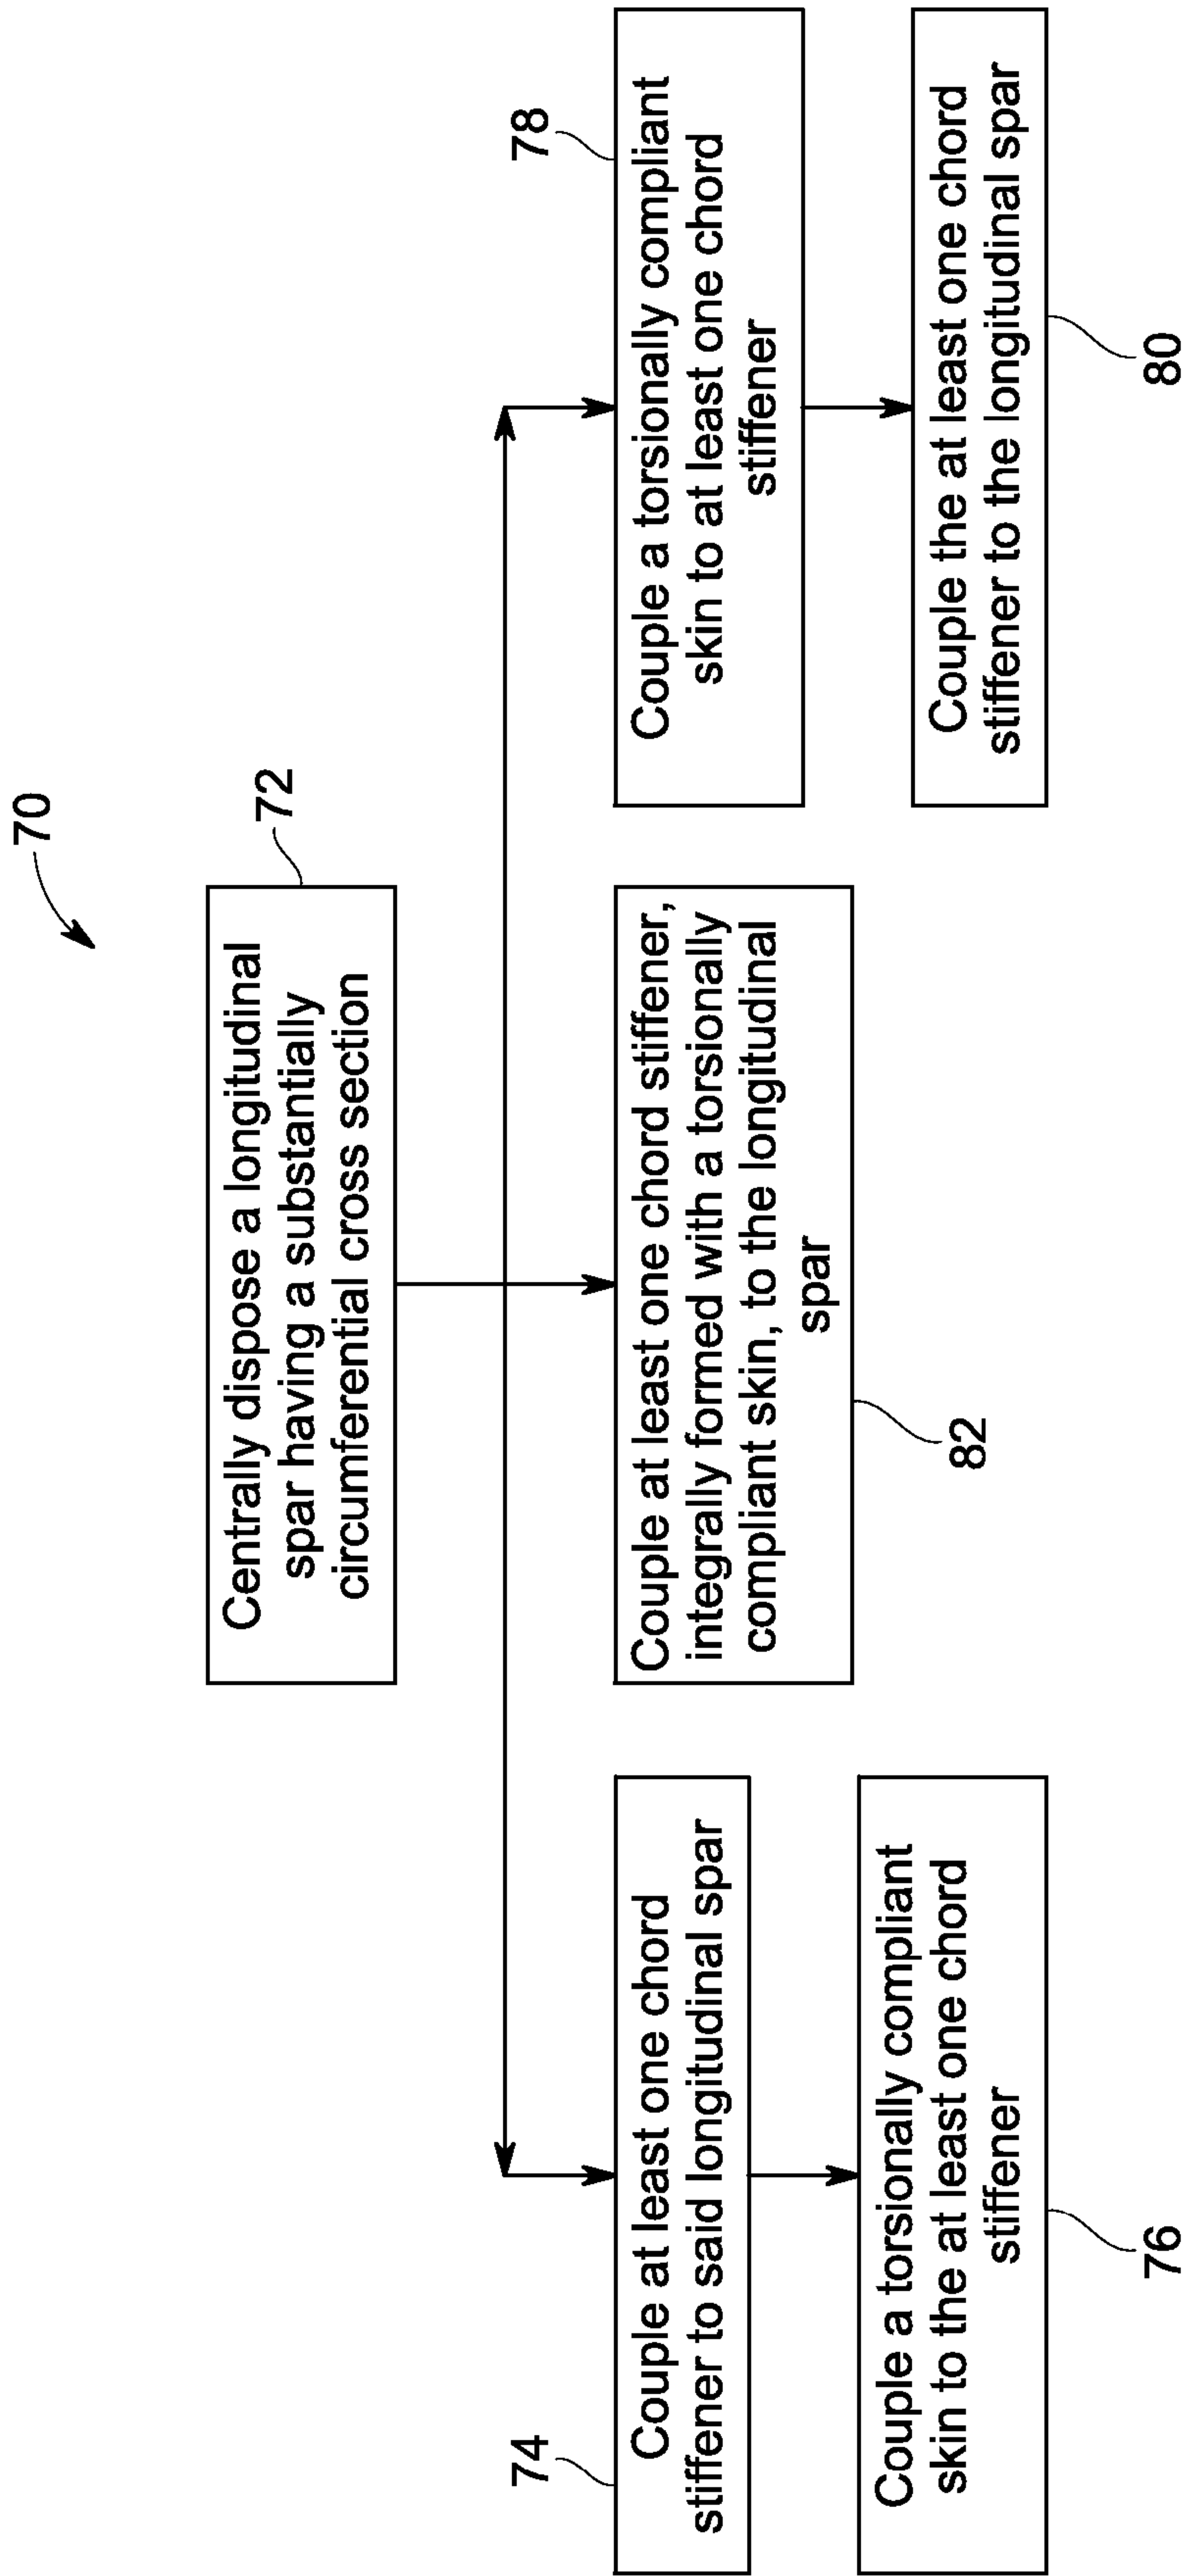 70
72
Centrally dispose a longitudinal
spar having a substantially
circumferential cross section
74
Couple at least one chord
stiffener to said longitudinal spar
Couple a torsionally compliant
skin to the at least one chord
stiffener
76
Couple at least one chord stiffener,
integrally formed with a torsionally
compliant skin, to the longitudinal
spar
82
78
Couple a torsionally compliant
skin to at least one chord
stiffener
Couple the at least one chord
stiffener to the longitudinal spar
80